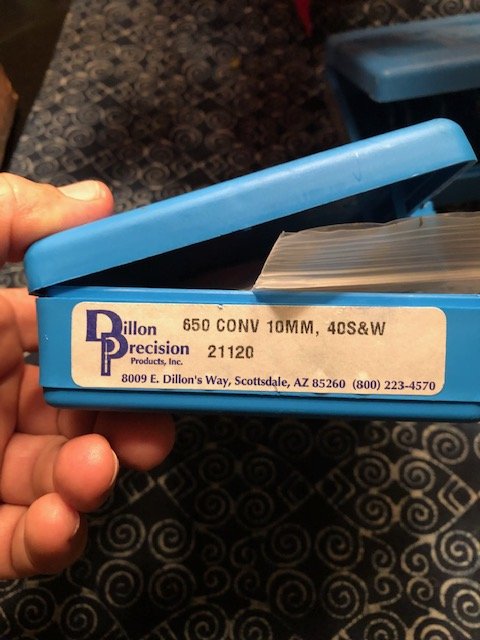 Dillon Precision Products, Inc.
650 CONV 10MM, 40S&W
21120
8009 E. Dillon's Way, Scottsdale, AZ 85260 (800) 223-4570